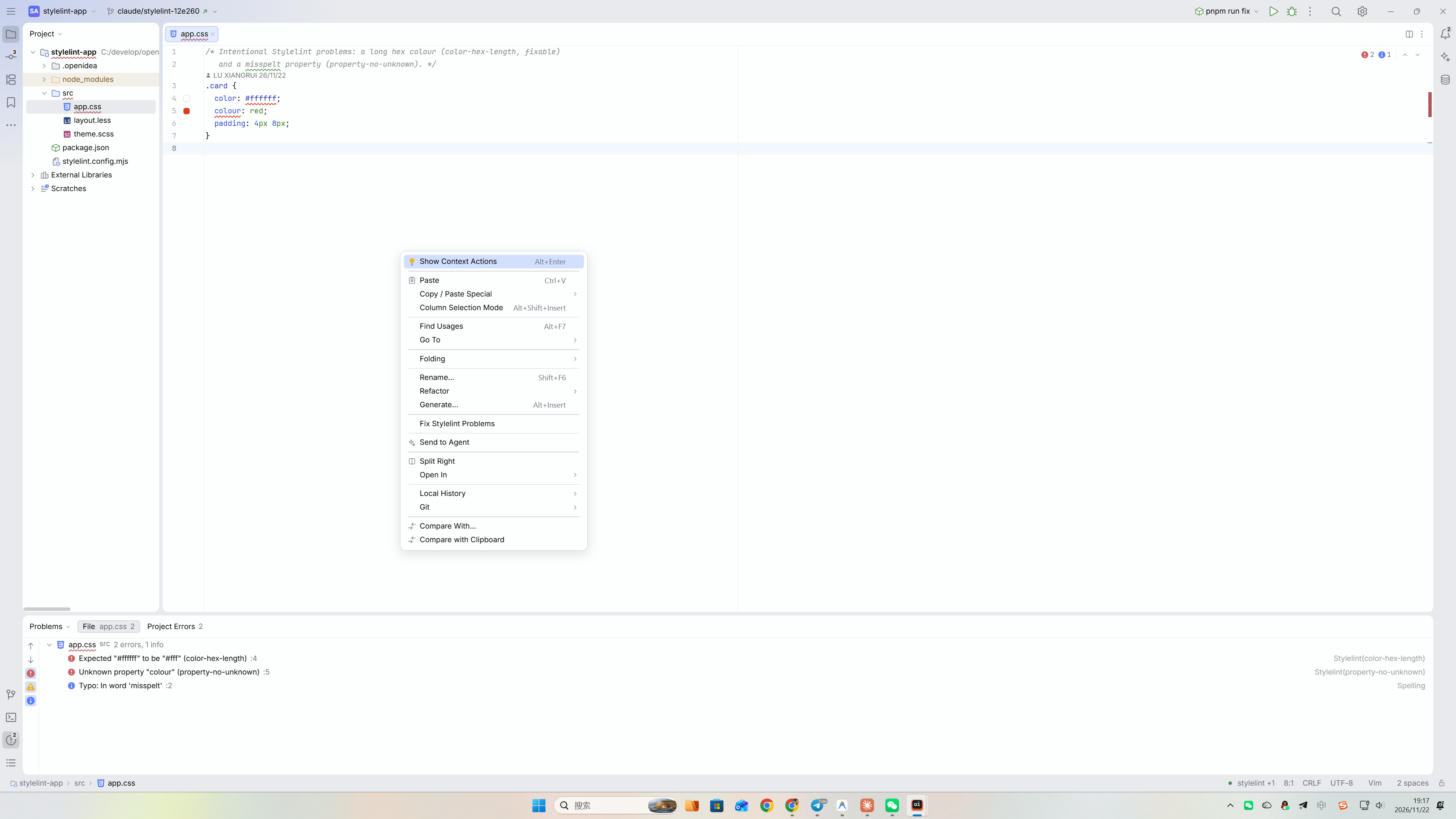 SA stylelint-app claude/stylelint-12e260 pnpm run fix
Project
app.css
stylelint-app C:/develop/open
.openidea
node_modules
src
app.css
layout.less
theme.scss
package.json
stylelint.config.mjs
External Libraries
Scratches
1 /* Intentional Stylelint problems: a long hex colour (color-length, fixable)
2 and a misspelt property (property-no-unknown). */
LU XIANGRUI 26/11/22
3 .card {
4 color: #ffffff;
5 colour: red;
6 padding: 4px 8px;
7 }
8
2 1
Show Context Actions Alt+Enter
Paste Ctrl+V
Copy / Paste Special
Column Selection Mode Alt+Shift+Insert
Find Usages Alt+F7
Go To
Folding
Rename... Shift+F6
Refactor
Generate... Alt+Insert
Fix Stylelint Problems
Send to Agent
Split Right
Open In
Local History
Git
Compare With...
Compare with Clipboard
Problems File app.css 2 Project Errors 2
app.css src 2 errors, 1 info
Expected "#ffffff" to be "#fff" (color-hex-length) :4 Stylelint(color-hex-length)
Unknown property "colour" (property-no-unknown) :5 Stylelint(property-no-unknown)
Typo: In word 'misspelt' :2 Spelling
stylelint-app › src › app.css stylelint +1 8:1 CRLF UTF-8 Vim 2 spaces
搜索
19:17
2026/11/22